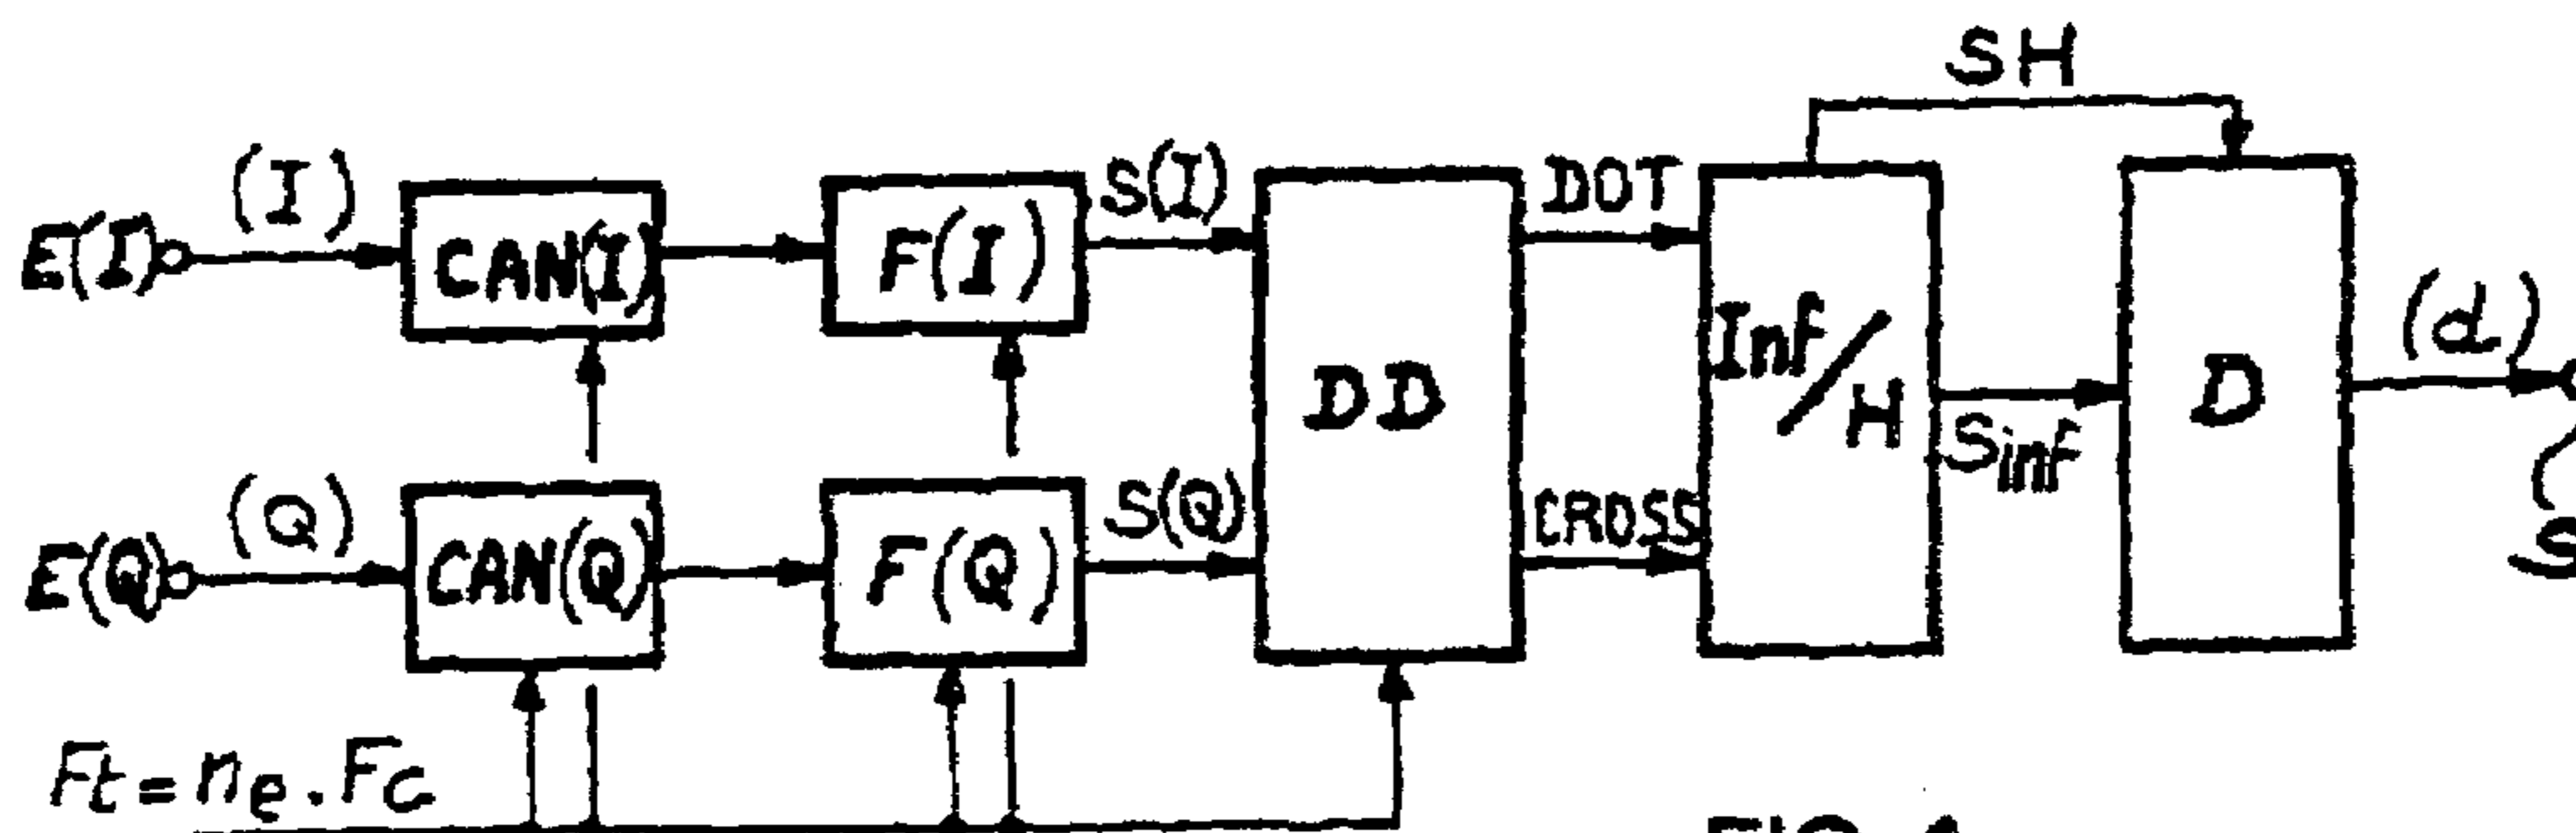 SH
(I)
S(I)
DOT
E(I)
CAN(I)
F(I)
Inf/H
(d)
DD
D
Sinf
(Q)
S(Q)
CROSS
E(Q)
CAN(Q)
F(Q)
S
Ft = ne . Fc